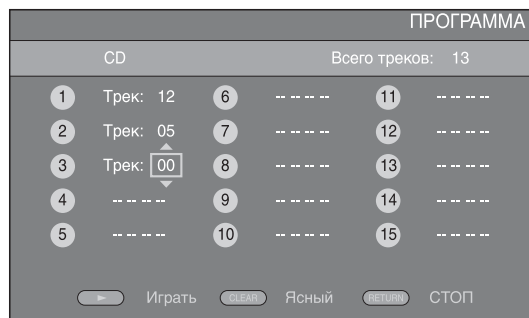 ПРОГРАММА
CD Всего треков: 13
1 Трек: 12 6 -- -- -- -- 11 -- -- -- --
2 Трек: 05 7 -- -- -- -- 12 -- -- -- --
3 Трек: 00 8 -- -- -- -- 13 -- -- -- --
4 -- -- -- -- 9 -- -- -- -- 14 -- -- -- --
5 -- -- -- -- 10 -- -- -- -- 15 -- -- -- --
Играть CLEAR Ясный RETURN СТОП